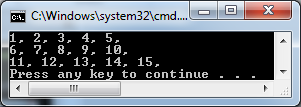 C:\Windows\system32\cmd....
1, 2, 3, 4, 5,
6, 7, 8, 9, 10,
11, 12, 13, 14, 15,
Press any key to continue . . .